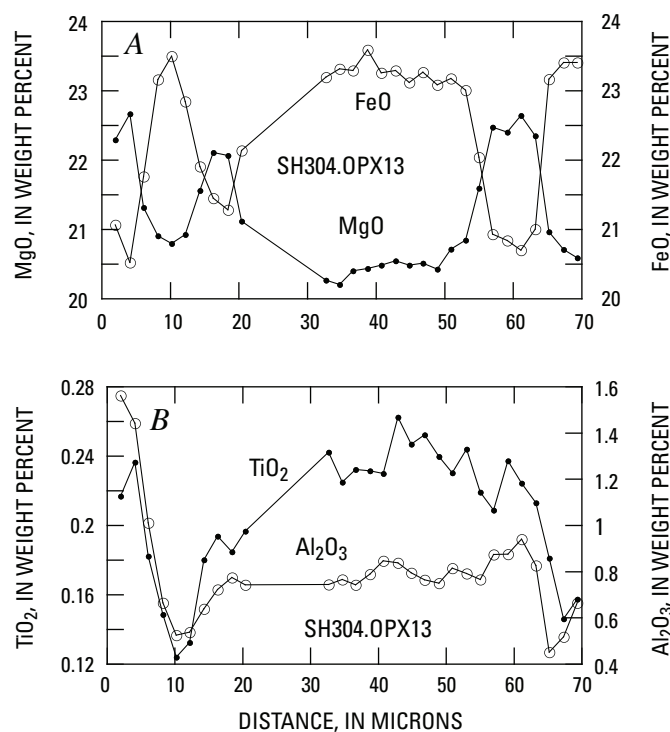 A
MgO, IN WEIGHT PERCENT
24
23
22
21
20
FeO
SH304.OPX13
MgO
24
23
22
21
20
FeO, IN WEIGHT PERCENT
0 10 20 30 40 50 60 70
B
TiO2, IN WEIGHT PERCENT
0.28
0.24
0.2
0.16
0.12
TiO2
Al2O3
SH304.OPX13
1.6
1.4
1.2
1
0.8
0.6
0.4
Al2O3, IN WEIGHT PERCENT
0 10 20 30 40 50 60 70
DISTANCE, IN MICRONS